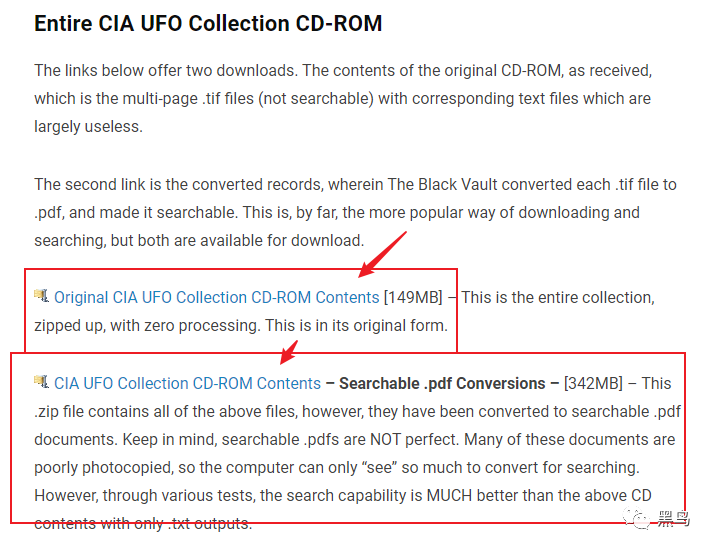 Entire CIA UFO Collection CD-ROM
The links below offer two downloads. The contents of the original CD-ROM, as received,
which is the multi-page .tif files (not searchable) with corresponding text files which are
largely useless.
The second link is the converted records, wherein The Black Vault converted each .tif file to
.pdf, and made it searchable. This is, by far, the more popular way of downloading and
searching, but both are available for download.
Original CIA UFO Collection CD-ROM Contents [149MB] – This is the entire collection,
zipped up, with zero processing. This is in its original form.
CIA UFO Collection CD-ROM Contents – Searchable .pdf Conversions – [342MB] – This
.zip file contains all of the above files, however, they have been converted to searchable .pdf
documents. Keep in mind, searchable .pdfs are NOT perfect. Many of these documents are
poorly photocopied, so the computer can only “see” so much to convert for searching.
However, through various tests, the search capability is MUCH better than the above CD
contents with only .txt outputs.
黑鸟